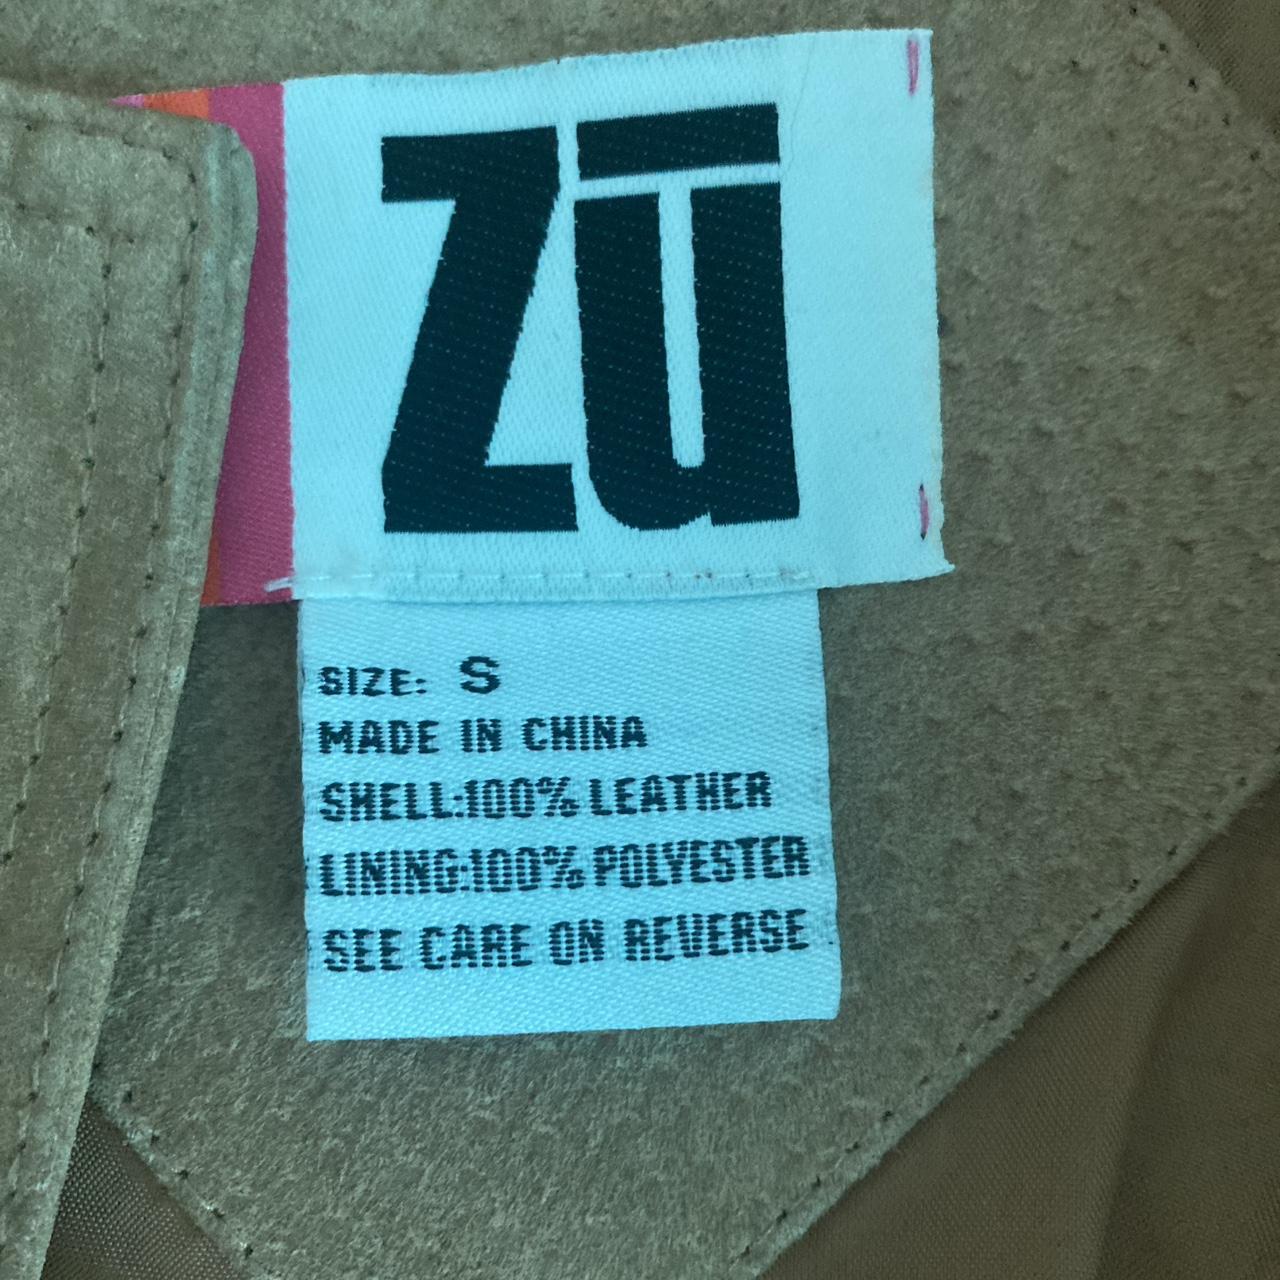 Zū
SIZE: S
MADE IN CHINA
SHELL:100% LEATHER
LINING:100% POLYESTER
SEE CARE ON REVERSE